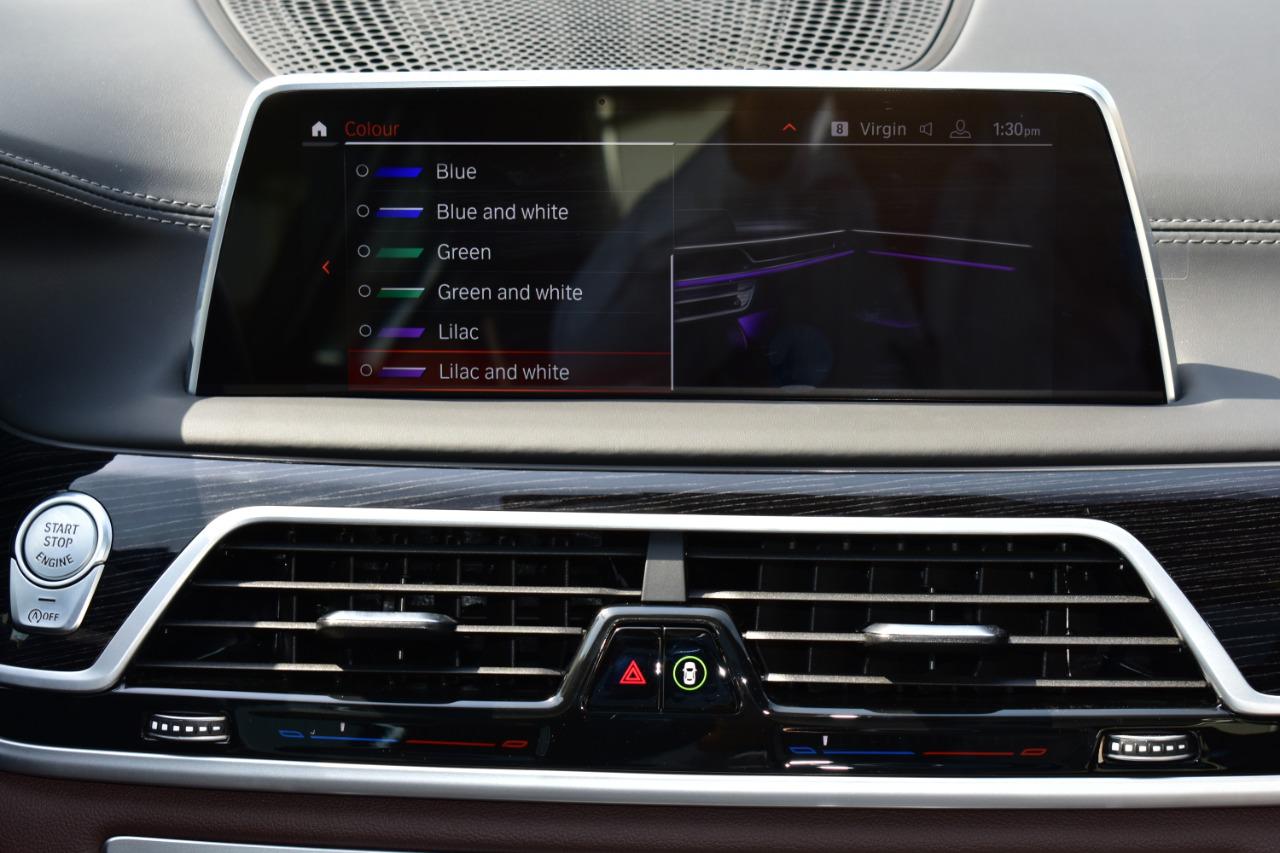 Colour
8 Virgin 1:30pm
Blue
Blue and white
Green
Green and white
Lilac
Lilac and white
START
STOP
ENGINE
A OFF